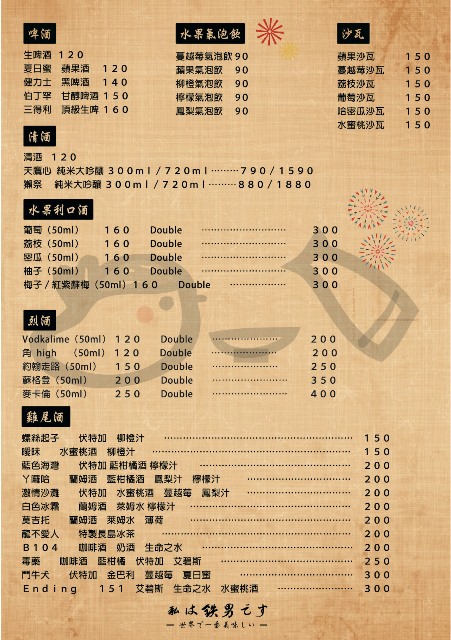 啤酒
生啤酒 120
夏日蜜 蘋果酒 120
健力士 黑啤酒 140
伯丁罕 甘醇啤酒 150
三得利 頂級生啤 160
水果氣泡飲
蔓越莓氣泡飲 90
蘋果氣泡飲 90
柳橙氣泡飲 90
檸檬氣泡飲 90
鳳梨氣泡飲 90
沙瓦
蘋果沙瓦 150
蔓越莓沙瓦 150
荔枝沙瓦 150
葡萄沙瓦 150
哈密瓜沙瓦 150
水蜜桃沙瓦 150
清酒
清酒 120
純米大吟釀 300ml/720ml ········· 790/1590
獺祭 純米大吟釀 300ml/720ml ········· 880/1880
水果利口酒
葡萄(50ml) 160 Double ········· 300
荔枝(50ml) 160 Double ········· 300
密瓜(50ml) 160 Double ········· 300
柚子(50ml) 160 Double ········· 300
梅子/紅紫蘇梅(50ml) 160 Double ········· 300
烈酒
Vodkalime(50ml) 120 Double ········· 200
角 high (50ml) 120 Double ········· 200
約翰走路(50ml) 150 Double ········· 250
蘇格登(50ml) 200 Double ········· 350
麥卡倫(50ml) 250 Double ········· 400
雞尾酒
螺絲起子 伏特加 柳橙汁 ········· 150
曖昧 水蜜桃酒 柳橙汁 ········· 150
藍色海灣 伏特加 藍柑橘酒 檸檬汁 ········· 200
丫囉哈 蘭姆酒 藍柑橘酒 鳳梨汁 檸檬汁 ········· 200
激情沙灘 伏特加 水蜜桃酒 蔓越莓 鳳梨汁 ········· 200
白色冰霜 蘭姆酒 萊姆水 檸檬汁 ········· 200
莫吉托 蘭姆酒 萊姆水 薄荷 ········· 200
龍不愛人 特製長島冰茶 ········· 200
B104 咖啡酒 奶酒 生命之水 ········· 200
毒藥 咖啡酒 藍柑橘 伏特加 艾碧斯 ········· 250
鬥牛犬 伏特加 金巴利 蔓越莓 夏日蜜 ········· 300
Ending 151 艾碧斯 生命之水 水蜜桃酒 ········· 300
私は鉄男です
— 世界で一番美味しい —